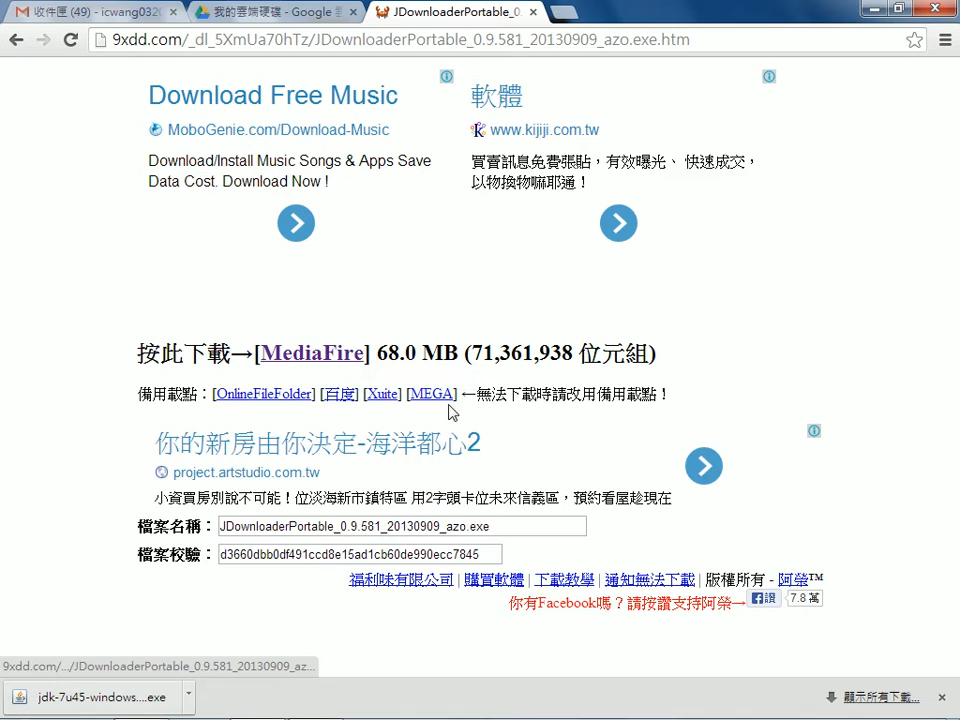 收件匣 (49) - icwang032
我的雲端硬碟 - Google 雲
JDownloaderPortable_0.
9xdd.com/_dl_5XmUa70hTz/JDownloaderPortable_0.9.581_20130909_azo.exe.htm
Download Free Music
MoboGenie.com/Download-Music
Download/Install Music Songs & Apps Save
Data Cost. Download Now !
軟體
www.kijiji.com.tw
買賣訊息免費張貼，有效曝光、 快速成交，
以物換物嘛耶通！
按此下載→[MediaFire] 68.0 MB (71,361,938 位元組)
備用載點：[OnlineFileFolder] [百度] [Xuite] [MEGA] ←無法下載時請改用備用載點！
你的新房由你決定-海洋都心2
project.artstudio.com.tw
小資買房別說不可能！位淡海新市鎮特區 用2字頭卡位未來信義區，預約看屋趁現在
檔案名稱： JDownloaderPortable_0.9.581_20130909_azo.exe
檔案校驗： d3660dbb0df491ccd8e15ad1cb60de990ecc7845
福利味有限公司 | 購買軟體 | 下載教學 | 通知無法下載 | 版權所有 - 阿榮™
你有Facebook嗎？請按讚支持阿榮→ 讚 7.8 萬
9xdd.com/.../JDownloaderPortable_0.9.581_20130909_az...
jdk-7u45-windows....exe
顯示所有下載...